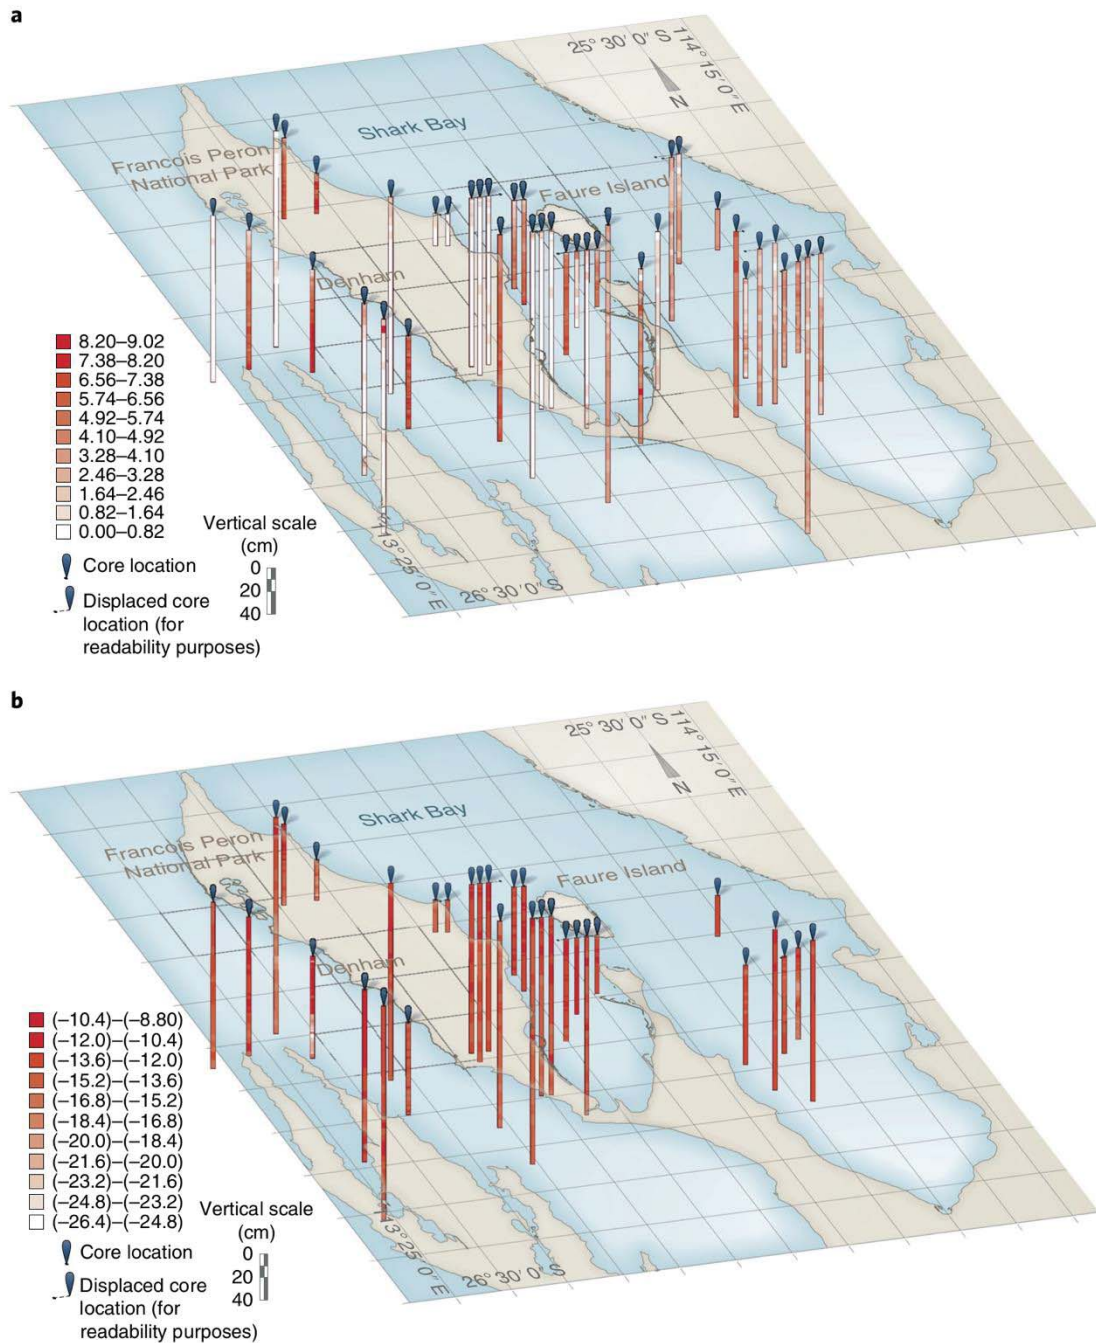 a
25° 30′ 0″ S
114° 15′ 0″ E
N
Shark Bay
Francois Peron
National Park
Faure Island
Denham
8.20–9.02
7.38–8.20
6.56–7.38
5.74–6.56
4.92–5.74
4.10–4.92
3.28–4.10
2.46–3.28
1.64–2.46
0.82–1.64
0.00–0.82
Vertical scale
(cm)
0
20
40
Core location
Displaced core
location (for
readability purposes)
113° 25′ 0″ E
26° 30′ 0″ S
b
25° 30′ 0″ S
114° 15′ 0″ E
N
Shark Bay
Francois Peron
National Park
Faure Island
Denham
(–10.4)–(–8.80)
(–12.0)–(–10.4)
(–13.6)–(–12.0)
(–15.2)–(–13.6)
(–16.8)–(–15.2)
(–18.4)–(–16.8)
(–20.0)–(–18.4)
(–21.6)–(–20.0)
(–23.2)–(–21.6)
(–24.8)–(–23.2)
(–26.4)–(–24.8)
Vertical scale
(cm)
0
20
40
Core location
Displaced core
location (for
readability purposes)
113° 25′ 0″ E
26° 30′ 0″ S